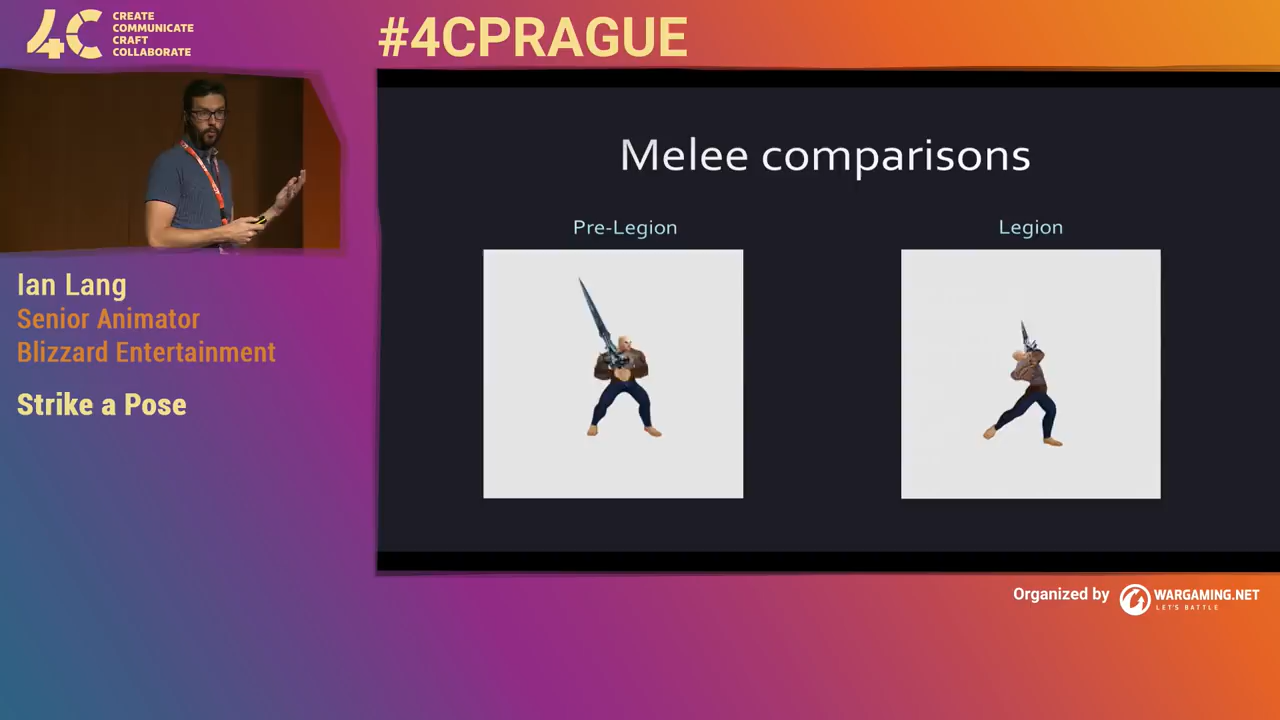 4C
CREATE
COMMUNICATE
CRAFT
COLLABORATE
#4CPRAGUE
Melee comparisons
Pre-Legion
Legion
Ian Lang
Senior Animator
Blizzard Entertainment
Strike a Pose
Organized by
WARGAMING.NET
LET'S BATTLE